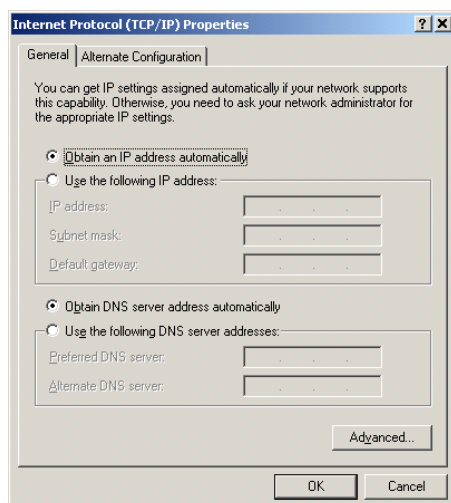 Internet Protocol (TCP/IP) Properties
General
Alternate Configuration
You can get IP settings assigned automatically if your network supports
this capability. Otherwise, you need to ask your network administrator for
the appropriate IP settings.
Obtain an IP address automatically
Use the following IP address:
IP address:
Subnet mask:
Default gateway:
Obtain DNS server address automatically
Use the following DNS server addresses:
Preferred DNS server:
Alternate DNS server:
Advanced...
OK
Cancel